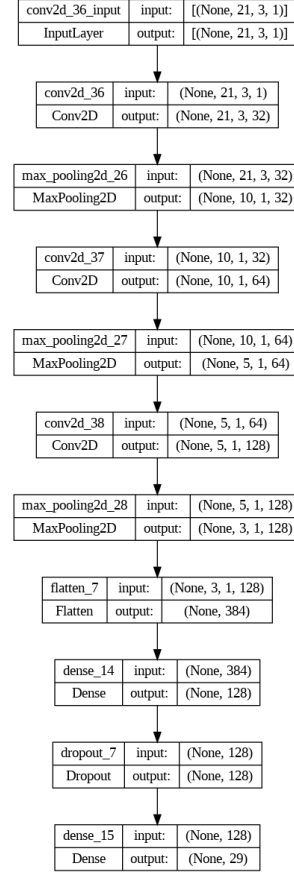 conv2d_36_input input: [(None, 21, 3, 1)]
InputLayer output: [(None, 21, 3, 1)]
conv2d_36 input: (None, 21, 3, 1)
Conv2D output: (None, 21, 3, 32)
max_pooling2d_26 input: (None, 21, 3, 32)
MaxPooling2D output: (None, 10, 1, 32)
conv2d_37 input: (None, 10, 1, 32)
Conv2D output: (None, 10, 1, 64)
max_pooling2d_27 input: (None, 10, 1, 64)
MaxPooling2D output: (None, 5, 1, 64)
conv2d_38 input: (None, 5, 1, 64)
Conv2D output: (None, 5, 1, 128)
max_pooling2d_28 input: (None, 5, 1, 128)
MaxPooling2D output: (None, 3, 1, 128)
flatten_7 input: (None, 3, 1, 128)
Flatten output: (None, 384)
dense_14 input: (None, 384)
Dense output: (None, 128)
dropout_7 input: (None, 128)
Dropout output: (None, 128)
dense_15 input: (None, 128)
Dense output: (None, 29)